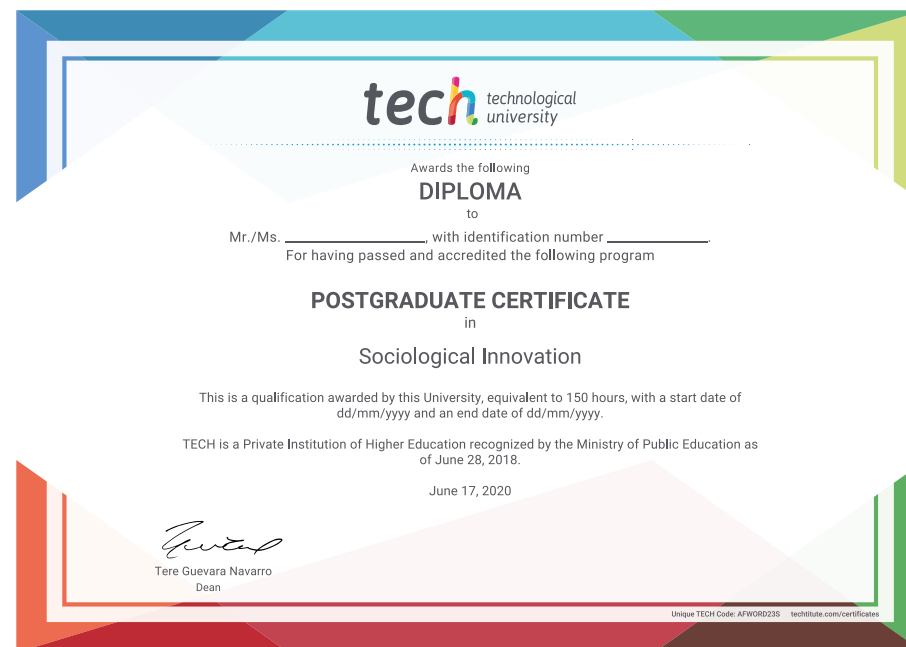 tech technological
university
Awards the following
DIPLOMA
to
Mr./Ms. ____________________, with identification number ______________.
For having passed and accredited the following program
POSTGRADUATE CERTIFICATE
in
Sociological Innovation
This is a qualification awarded by this University, equivalent to 150 hours, with a start date of
dd/mm/yyyy and an end date of dd/mm/yyyy.
TECH is a Private Institution of Higher Education recognized by the Ministry of Public Education as
of June 28, 2018.
June 17, 2020
Tere Guevara Navarro
Dean
Unique TECH Code: AFWORD23S techtitute.com/certificates